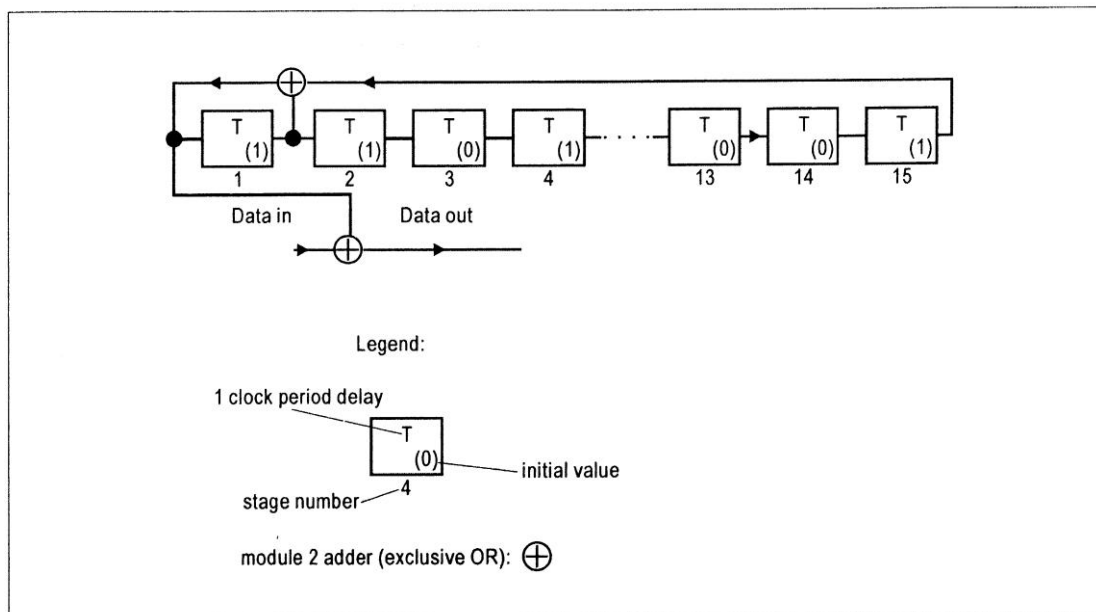 T T T T T T T
(1) (1) (0) (1) (0) (0) (1)
1 2 3 4 13 14 15
Data in Data out
Legend:
1 clock period delay
T
(0) initial value
stage number 4
module 2 adder (exclusive OR):